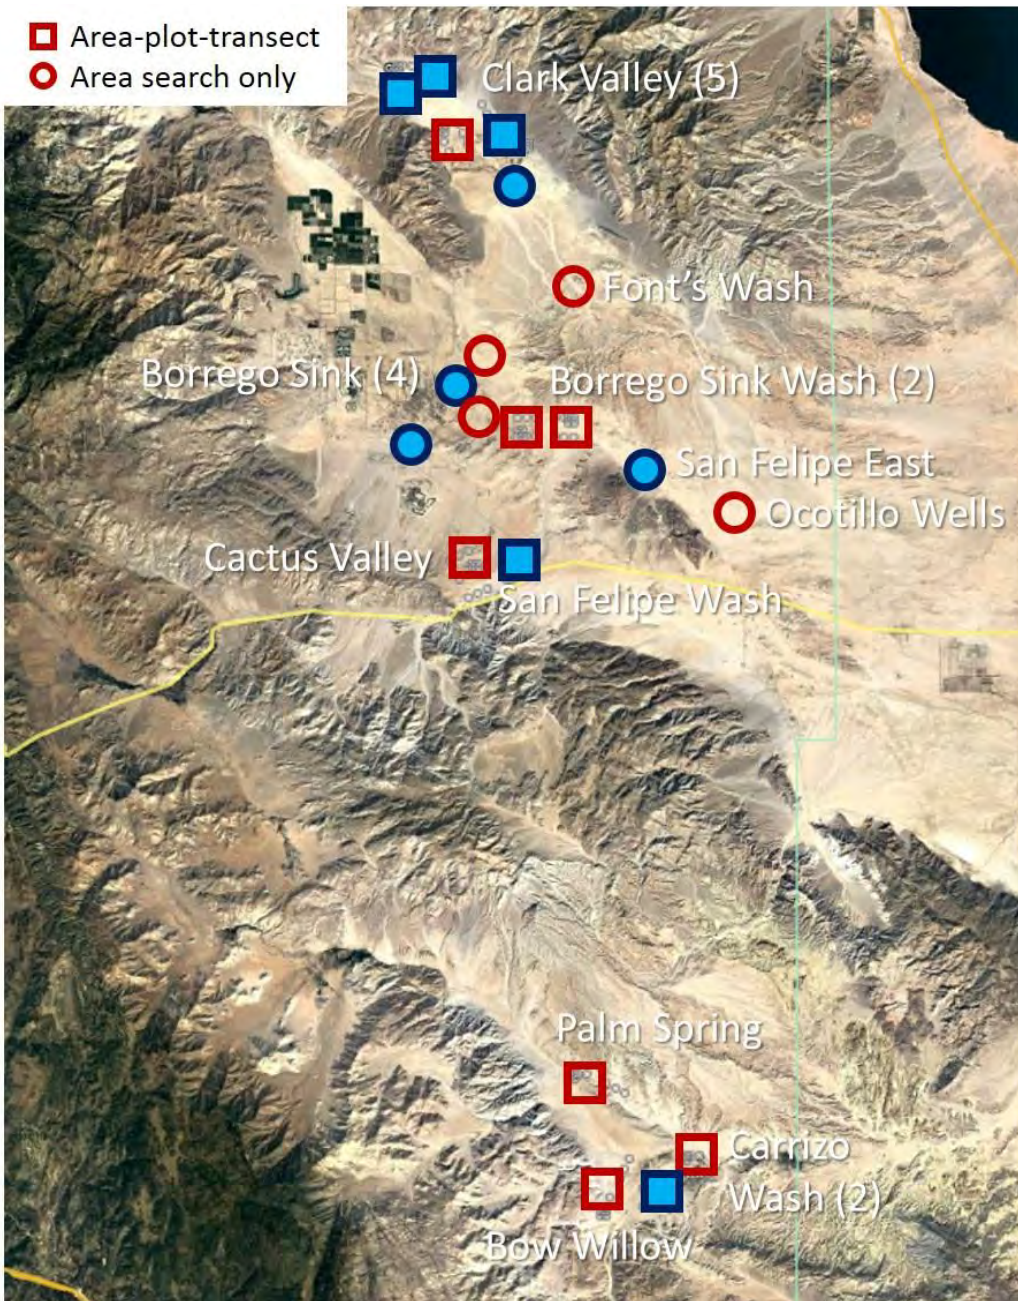 Area-plot-transect
Area search only
Clark Valley (5)
Font's Wash
Borrego Sink (4)
Borrego Sink Wash (2)
San Felipe East
Ocotillo Wells
Cactus Valley
San Felipe Wash
Palm Spring
Carrizo
Wash (2)
Bow Willow